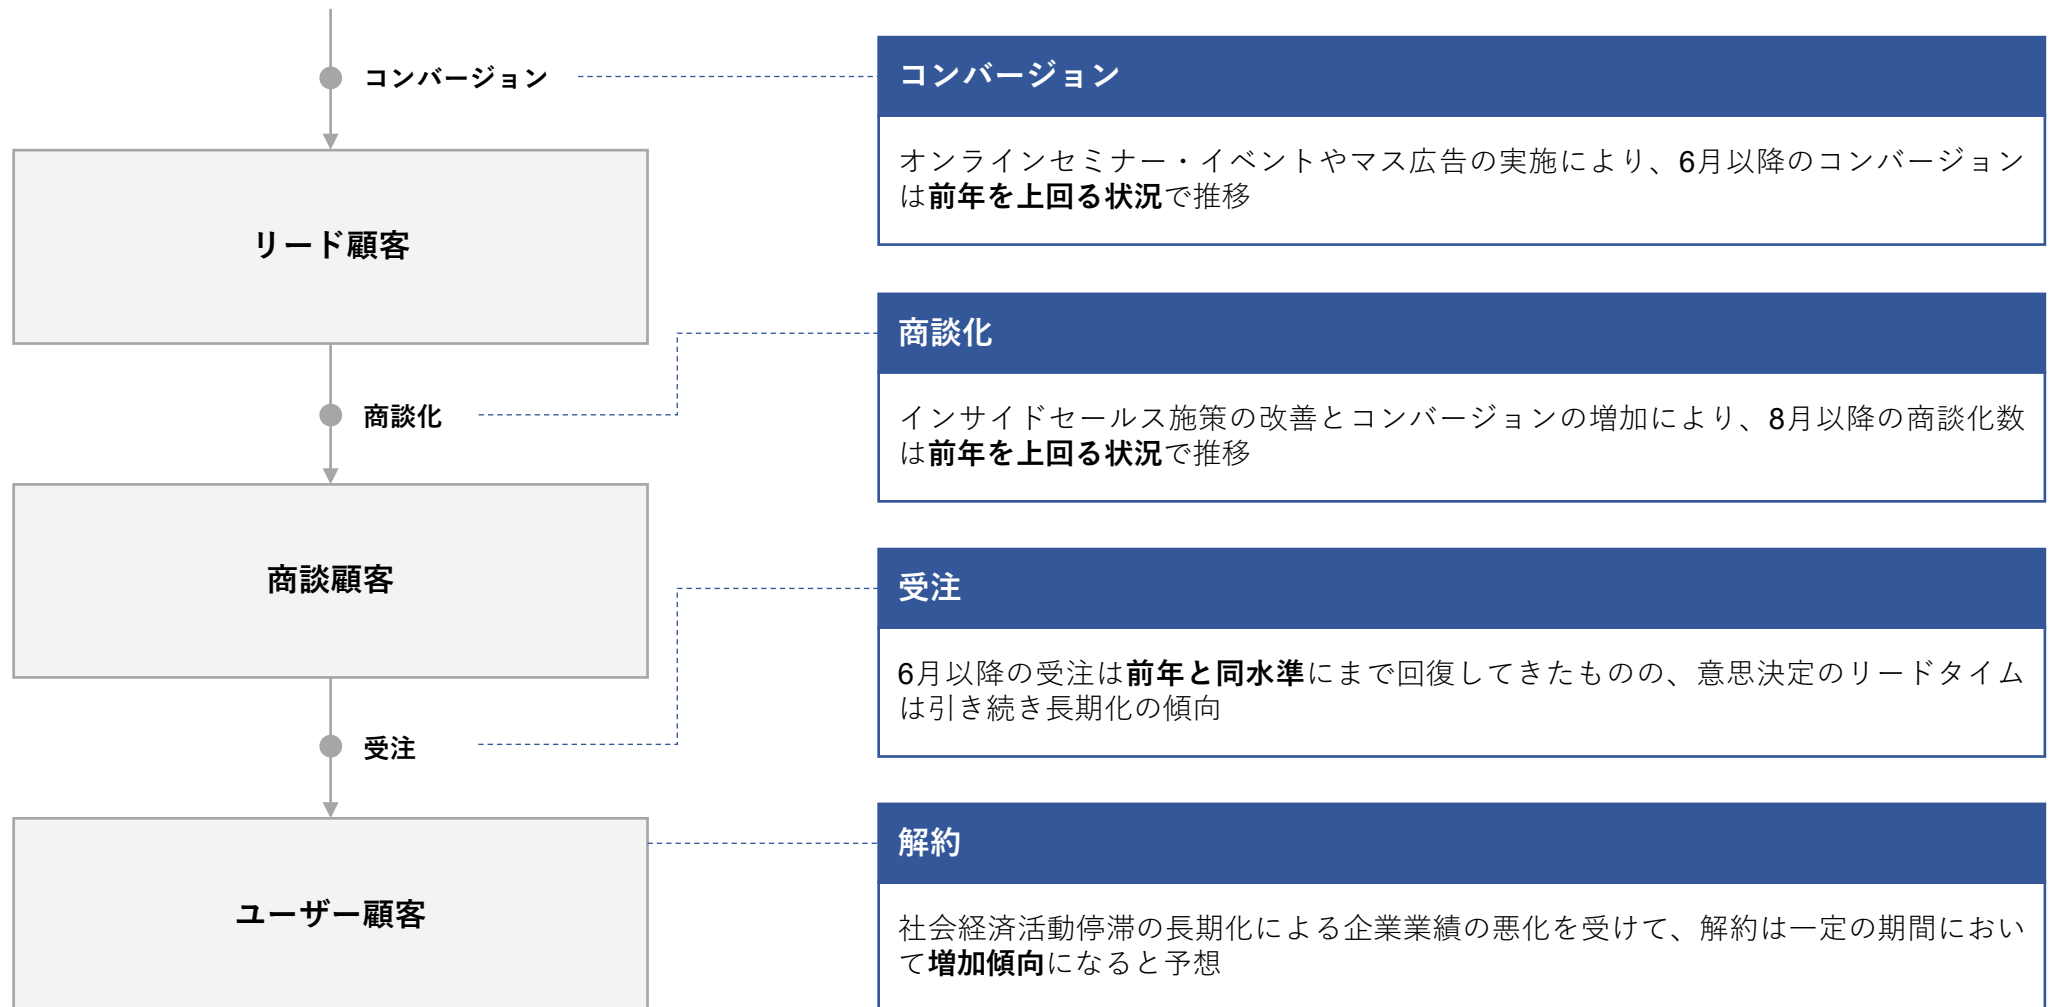 コンバージョン
リード顧客
商談化
商談顧客
受注
ユーザー顧客
コンバージョン
オンラインセミナー・イベントやマス広告の実施により、6月以降のコンバージョン
は前年を上回る状況で推移
商談化
インサイドセールス施策の改善とコンバージョンの増加により、8月以降の商談化数
は前年を上回る状況で推移
受注
6月以降の受注は前年と同水準にまで回復してきたものの、意思決定のリードタイム
は引き続き長期化の傾向
解約
社会経済活動停滞の長期化による企業業績の悪化を受けて、解約は一定の期間におい
て増加傾向になると予想